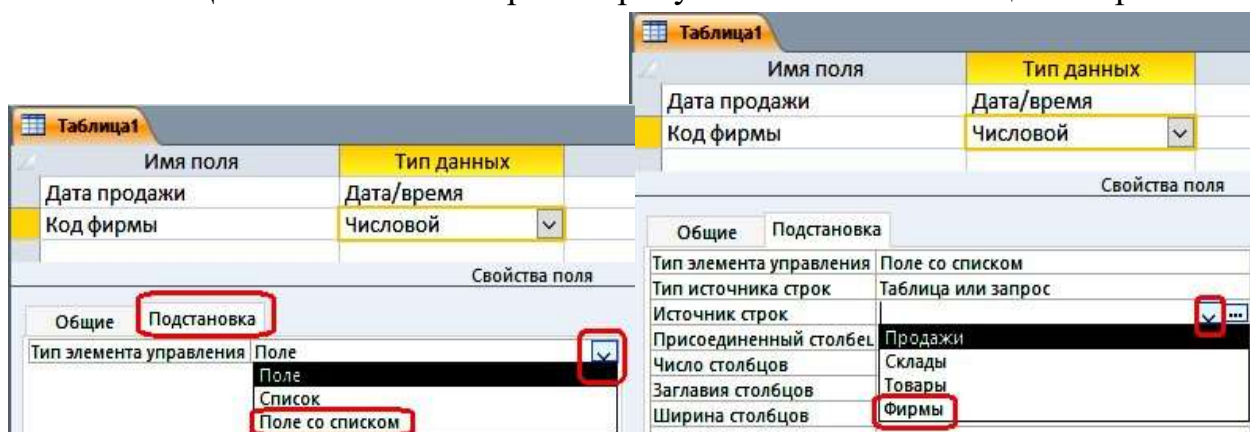 Таблица1
Имя поля Тип данных
Дата продажи Дата/время
Код фирмы Числовой
Свойства поля
Общие Подстановка
Тип элемента управления Поле
Поле
Список
Поле со списком
Таблица1
Имя поля Тип данных
Дата продажи Дата/время
Код фирмы Числовой
Свойства поля
Общие Подстановка
Тип элемента управления Поле со списком
Тип источника строк Таблица или запрос
Источник строк
Присоединенный столбец Продажи
Число столбцов Склады
Заглавия столбцов Товары
Ширина столбцов Фирмы